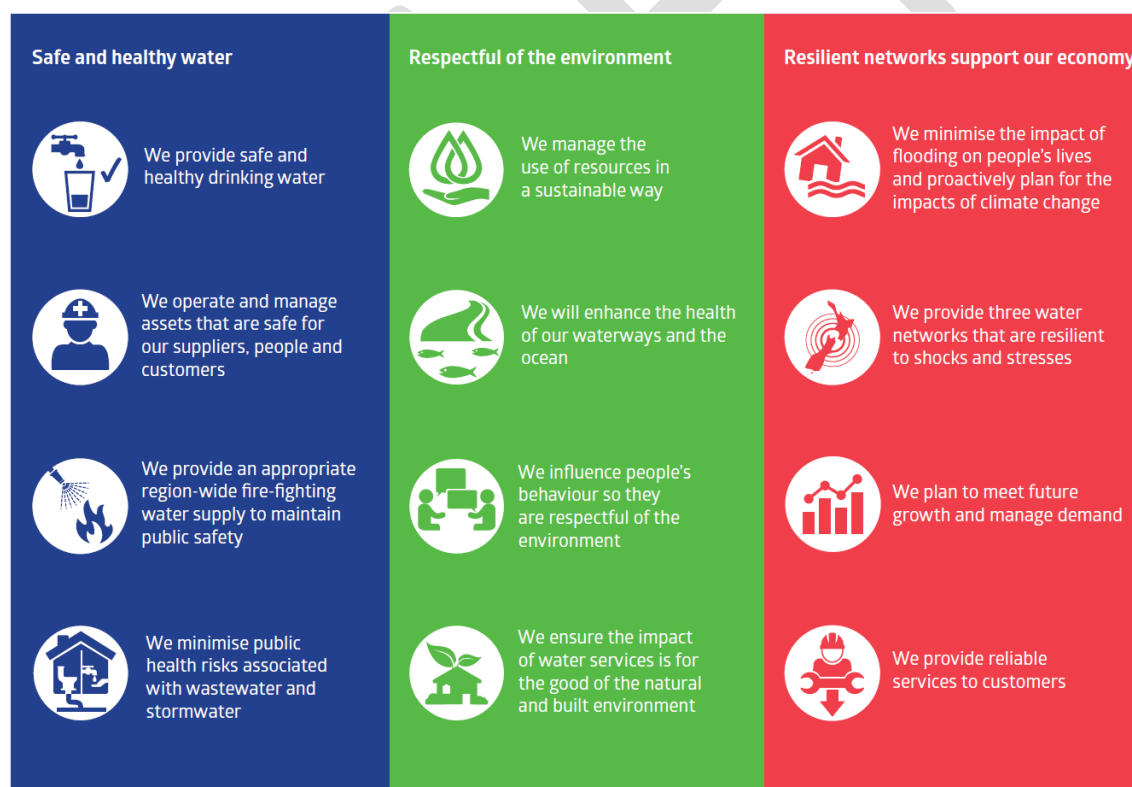 Safe and healthy water
We provide safe and
healthy drinking water
We operate and manage
assets that are safe for
our suppliers, people and
customers
We provide an appropriate
region-wide fire-fighting
water supply to maintain
public safety
We minimise public
health risks associated
with wastewater and
stormwater
Respectful of the environment
We manage the
use of resources in
a sustainable way
We will enhance the health
of our waterways and the
ocean
We influence people's
behaviour so they
are respectful of the
environment
We ensure the impact
of water services is for
the good of the natural
and built environment
Resilient networks support our economy
We minimise the impact of
flooding on people's lives
and proactively plan for the
impacts of climate change
We provide three water
networks that are resilient
to shocks and stresses
We plan to meet future
growth and manage demand
We provide reliable
services to customers